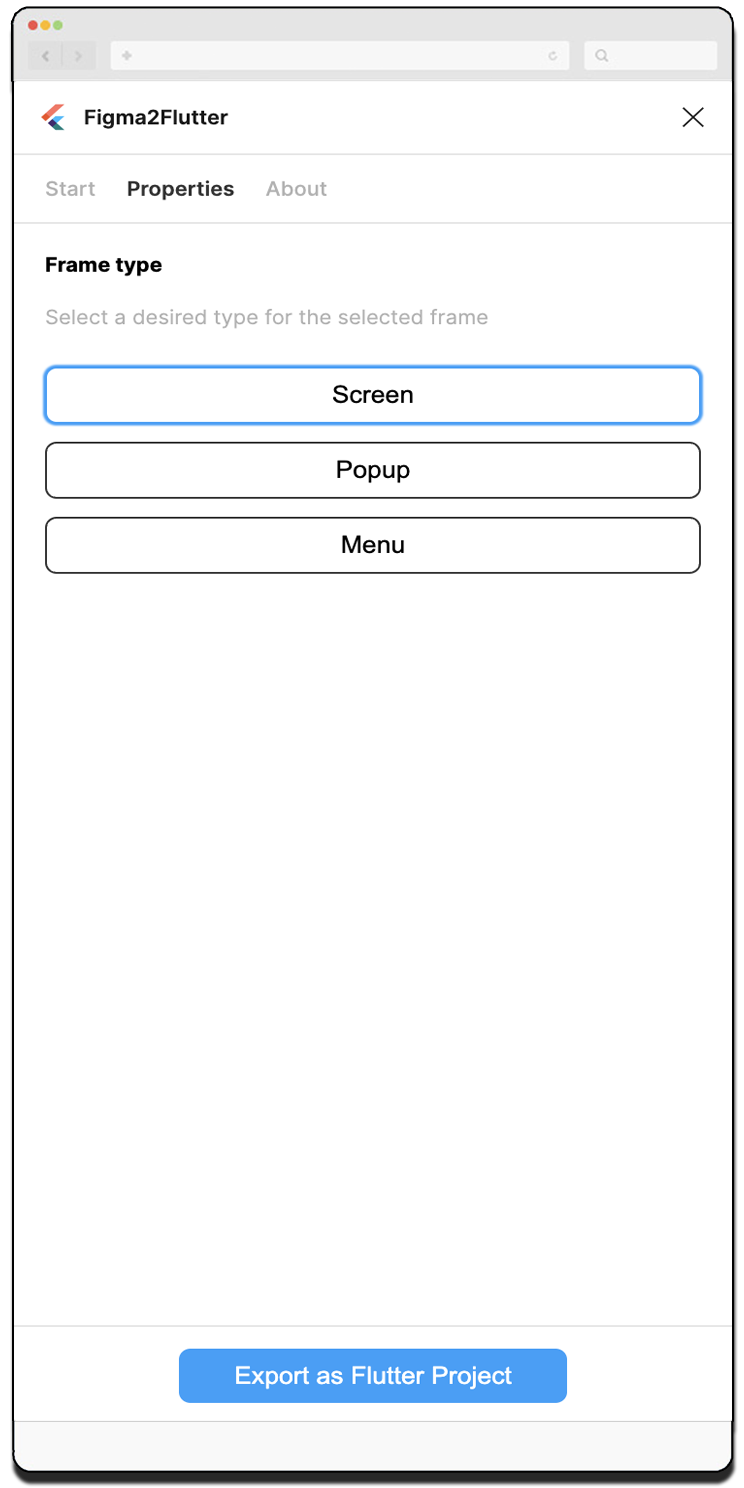 Figma2Flutter
Start Properties About
Frame type
Select a desired type for the selected frame
Screen
Popup
Menu
Export as Flutter Project